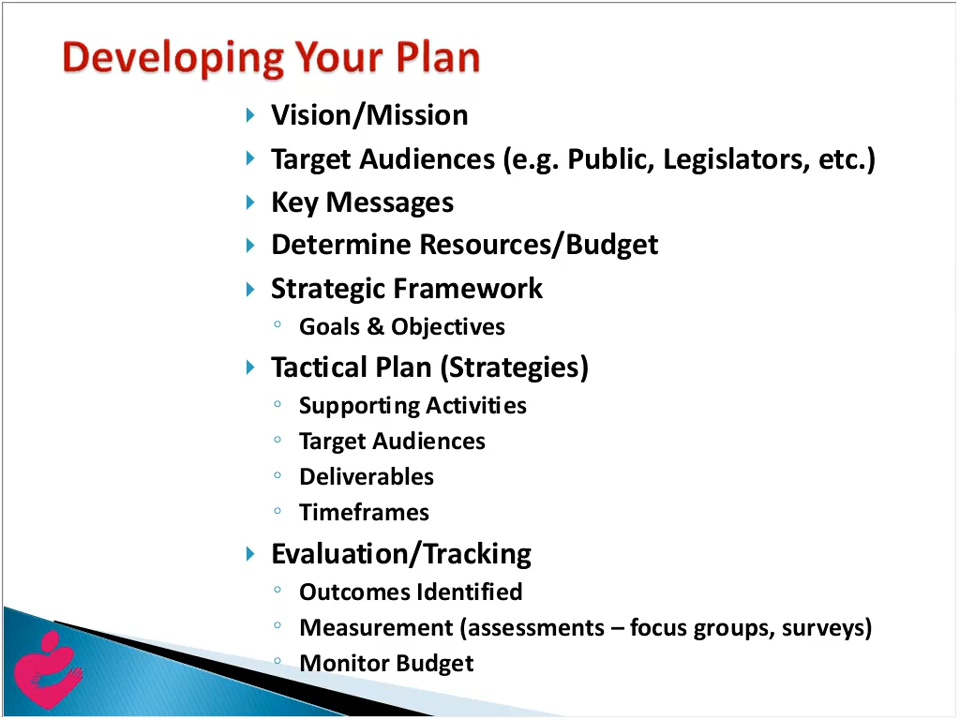 Developing Your Plan
Vision/Mission
Target Audiences (e.g. Public, Legislators, etc.)
Key Messages
Determine Resources/Budget
Strategic Framework
Goals & Objectives
Tactical Plan (Strategies)
Supporting Activities
Target Audiences
Deliverables
Timeframes
Evaluation/Tracking
Outcomes Identified
Measurement (assessments – focus groups, surveys)
Monitor Budget